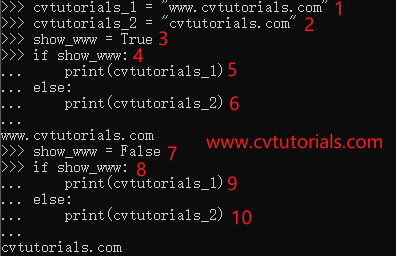 >>> cvtutorials_1 = "www.cvtutorials.com" 1
>>> cvtutorials_2 = "cvtutorials.com" 2
>>> show_www = True 3
>>> if show_www: 4
...     print(cvtutorials_1) 5
... else:
...     print(cvtutorials_2) 6
...
www.cvtutorials.com
www.cvtutorials.com
>>> show_www = False 7
>>> if show_www: 8
...     print(cvtutorials_1) 9
... else:
...     print(cvtutorials_2) 10
...
cvtutorials.com